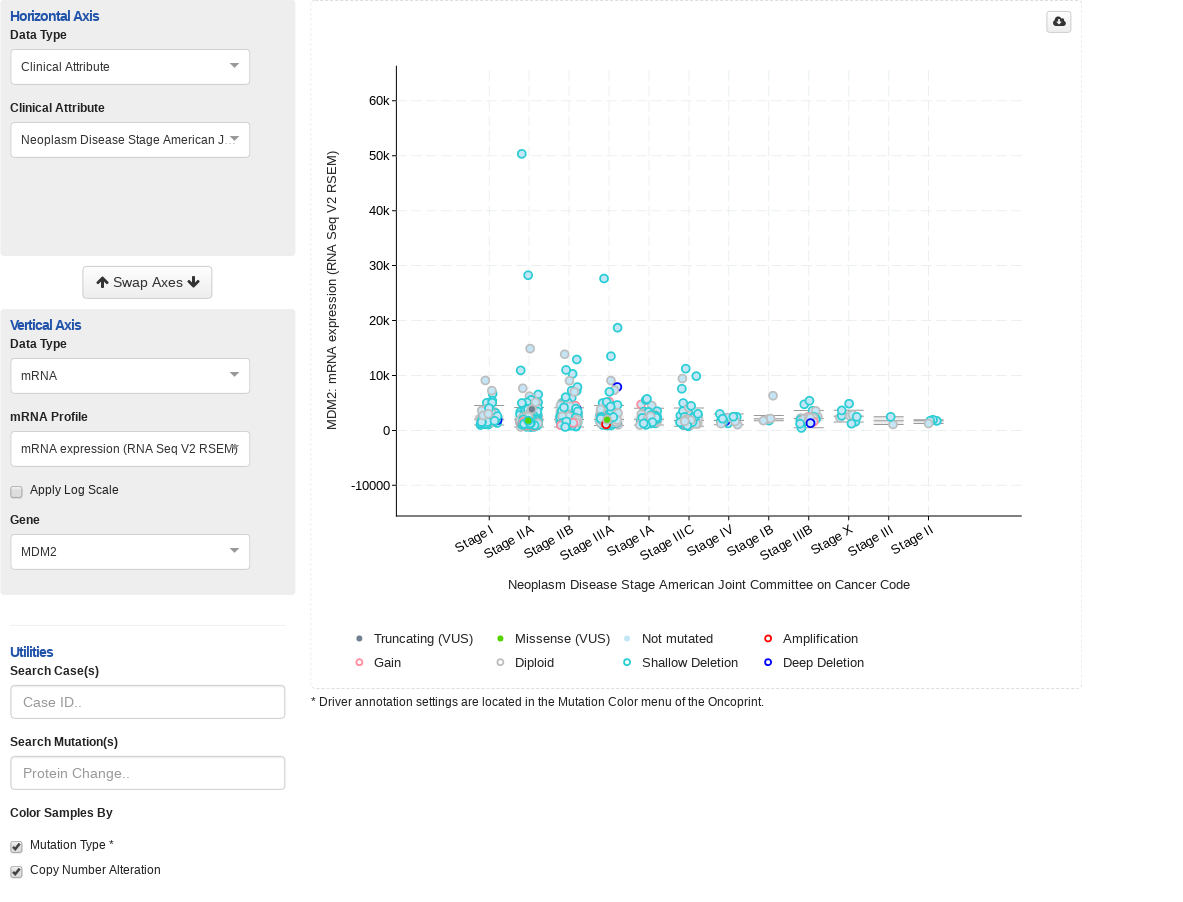 Horizontal Axis
Data Type
Clinical Attribute
Clinical Attribute
Neoplasm Disease Stage American J...
Swap Axes
Vertical Axis
Data Type
mRNA
mRNA Profile
mRNA expression (RNA Seq V2 RSEM)
Apply Log Scale
Gene
MDM2
Utilities
Search Case(s)
Case ID..
Search Mutation(s)
Protein Change..
Color Samples By
Mutation Type *
Copy Number Alteration
MDM2: mRNA expression (RNA Seq V2 RSEM)
60k
50k
40k
30k
20k
10k
0
-10000
Stage I
Stage IIA
Stage IIB
Stage IIIA
Stage IA
Stage IIIC
Stage IV
Stage IB
Stage IIIB
Stage X
Stage III
Stage II
Neoplasm Disease Stage American Joint Committee on Cancer Code
Truncating (VUS) Missense (VUS) Not mutated Amplification
Gain Diploid Shallow Deletion Deep Deletion
* Driver annotation settings are located in the Mutation Color menu of the Oncoprint.